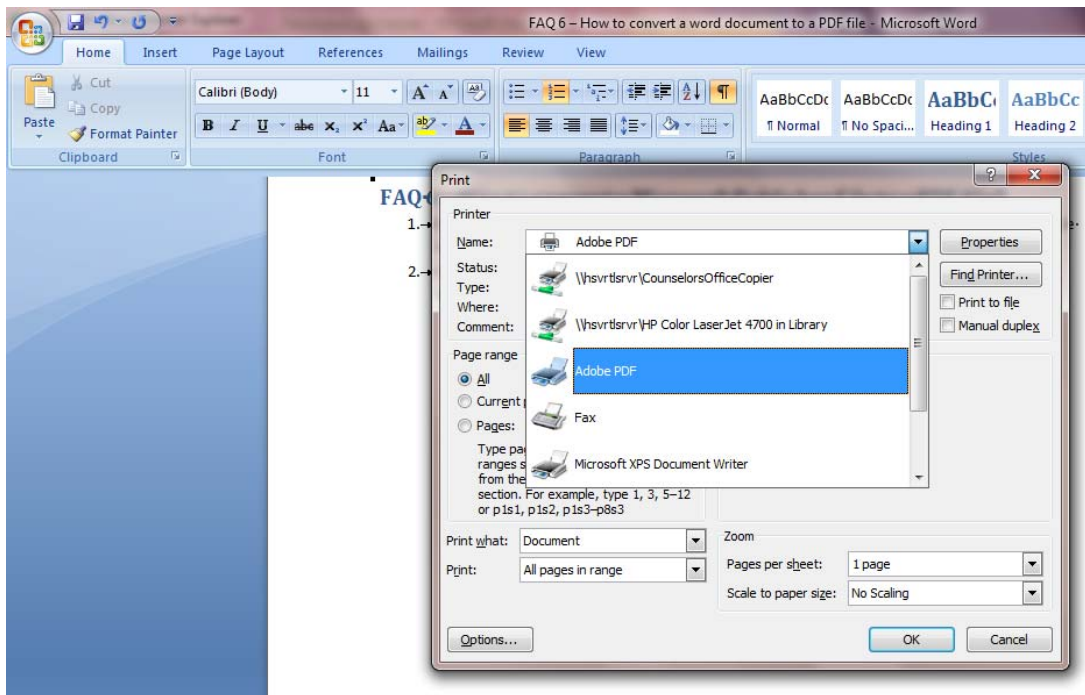 FAQ 6 – How to convert a word document to a PDF file - Microsoft Word
Home Insert Page Layout References Mailings Review View
Paste
Cut
Copy
Format Painter
Clipboard
Calibri (Body) 11
Font
Paragraph
AaBbCcDc AaBbCcDc AaBbC AaBbCc
¶ Normal ¶ No Spaci... Heading 1 Heading 2
Styles
FAQ
1.→
2.→
Print
Printer
Name: Adobe PDF Properties
Status:
Type:
Where:
Comment:
\\hsvrtlsrvr\CounselorsOfficeCopier
\\hsvrtlsrvr\HP Color LaserJet 4700 in Library
Adobe PDF
Fax
Microsoft XPS Document Writer
Find Printer...
Print to file
Manual duplex
Page range
All
Current
Pages:
Type
ranges
from the
section. For example, type 1, 3, 5–12
or p1s1, p1s2, p1s3–p8s3
Print what: Document
Print: All pages in range
Zoom
Pages per sheet: 1 page
Scale to paper size: No Scaling
Options... OK Cancel